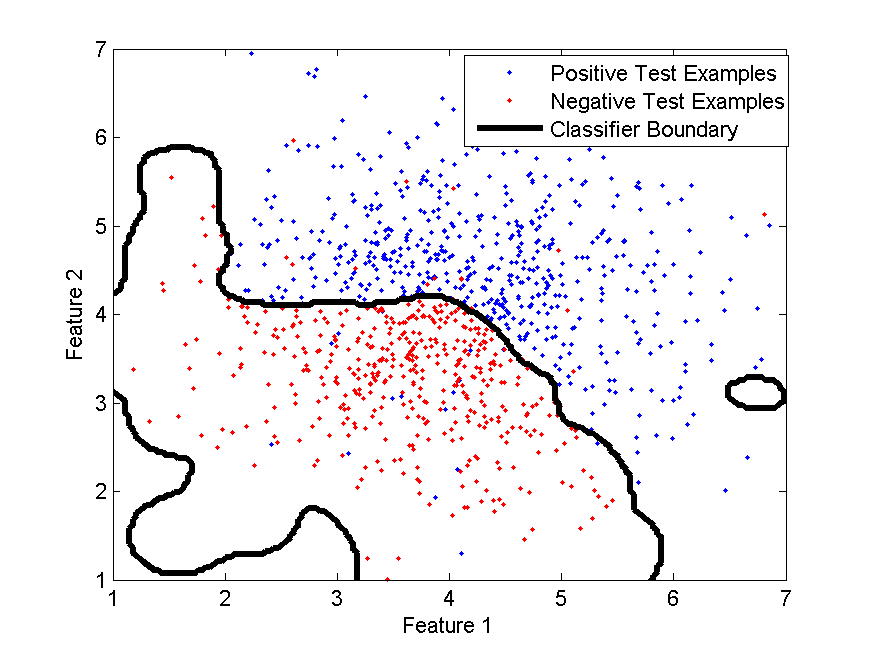 7
6
5
4
3
2
1
Feature 2
Positive Test Examples
Negative Test Examples
Classifier Boundary
1 2 3 4 5 6 7
Feature 1